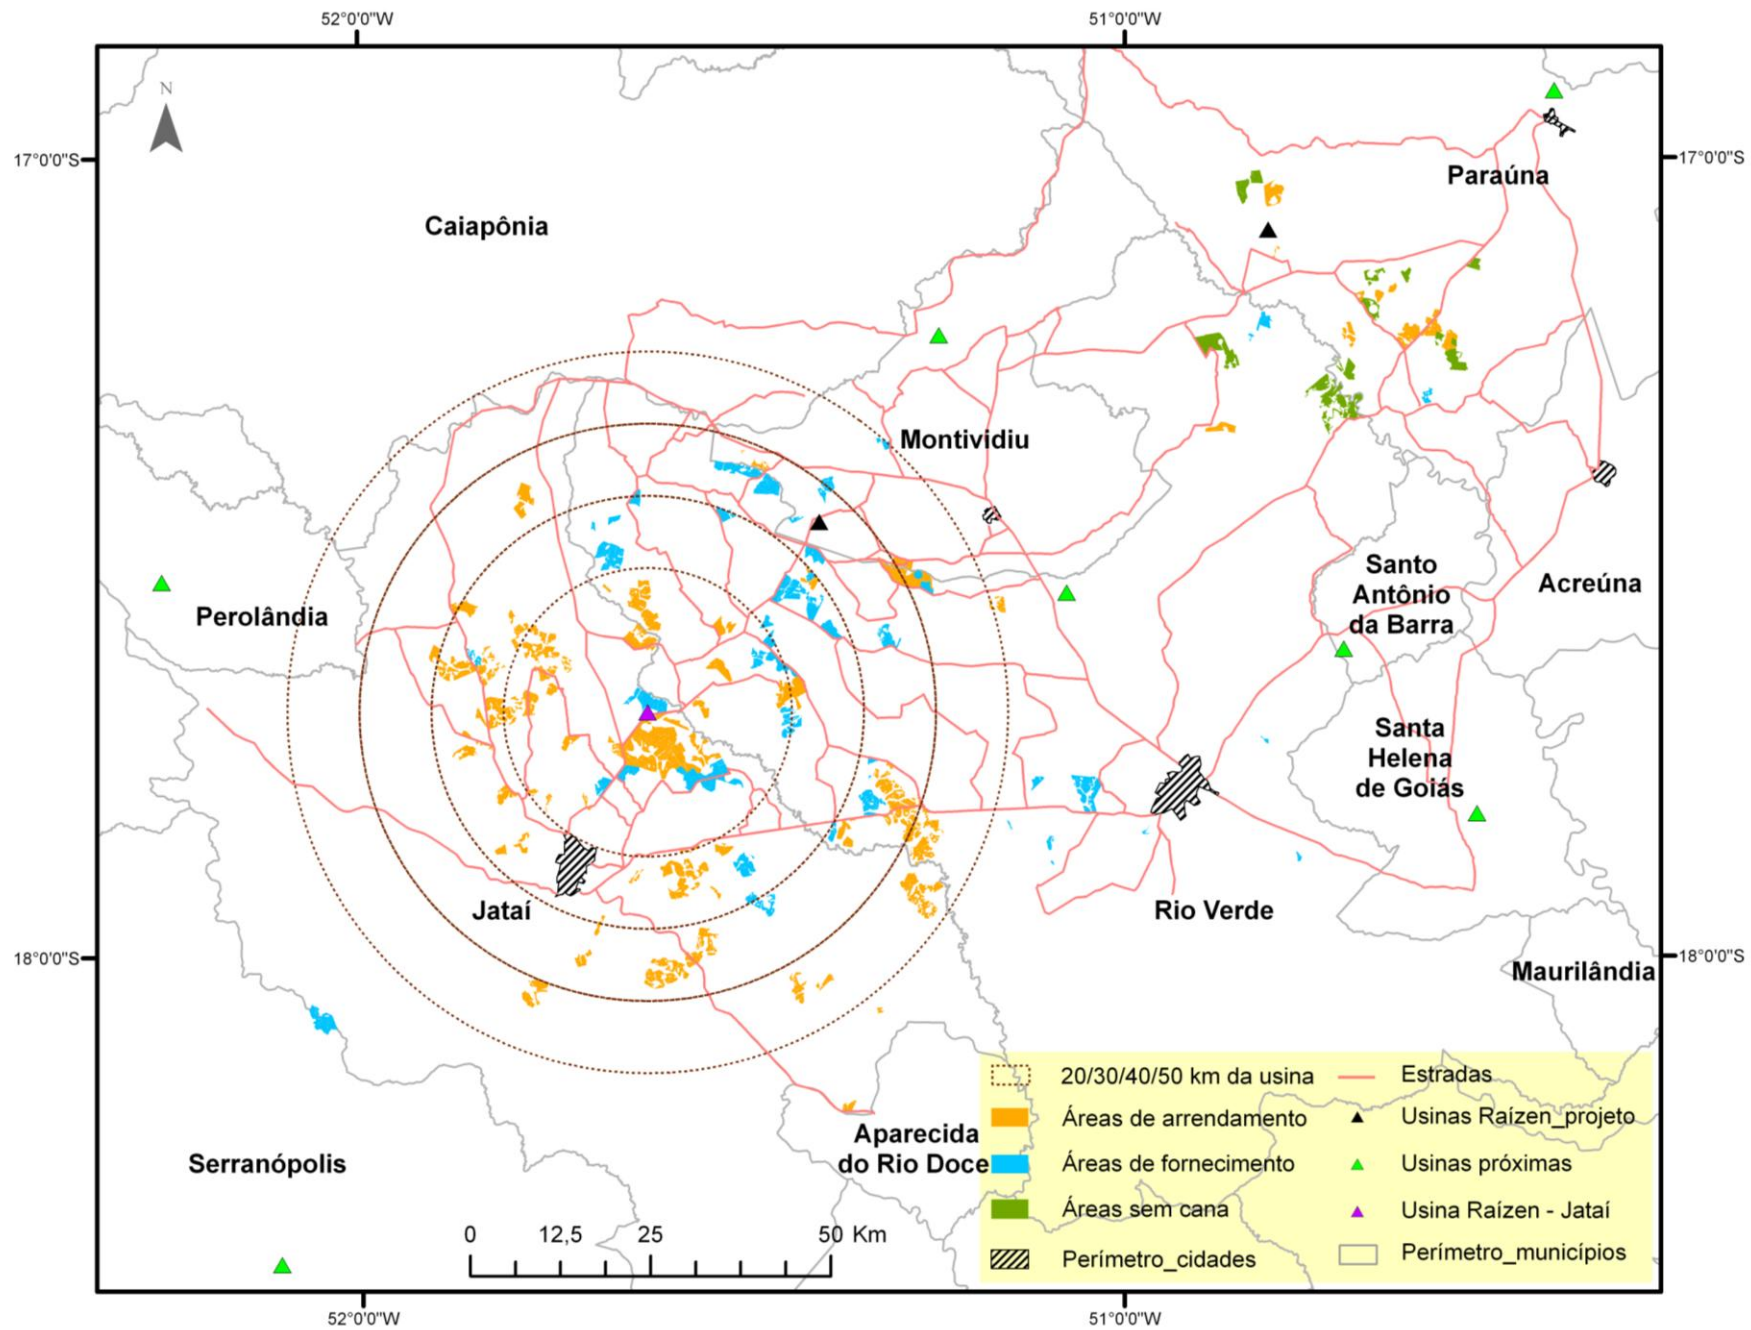 52°0'0"W
51°0'0"W
N
17°0'0"S
17°0'0"S
Paraúna
Caiapônia
Montividiu
Santo
Antônio
da Barra
Acreúna
Perolândia
Santa
Helena
de Goiás
Jataí
Rio Verde
18°0'0"S
18°0'0"S
Maurilândia
20/30/40/50 km da usina
Estradas
Áreas de arrendamento
Usinas Raízen_projeto
Aparecida
do Rio Doce
Áreas de fornecimento
Usinas próximas
Serranópolis
Áreas sem cana
Usina Raízen - Jataí
0 12,5 25 50 Km
Perímetro_cidades
Perímetro_municípios
52°0'0"W
51°0'0"W